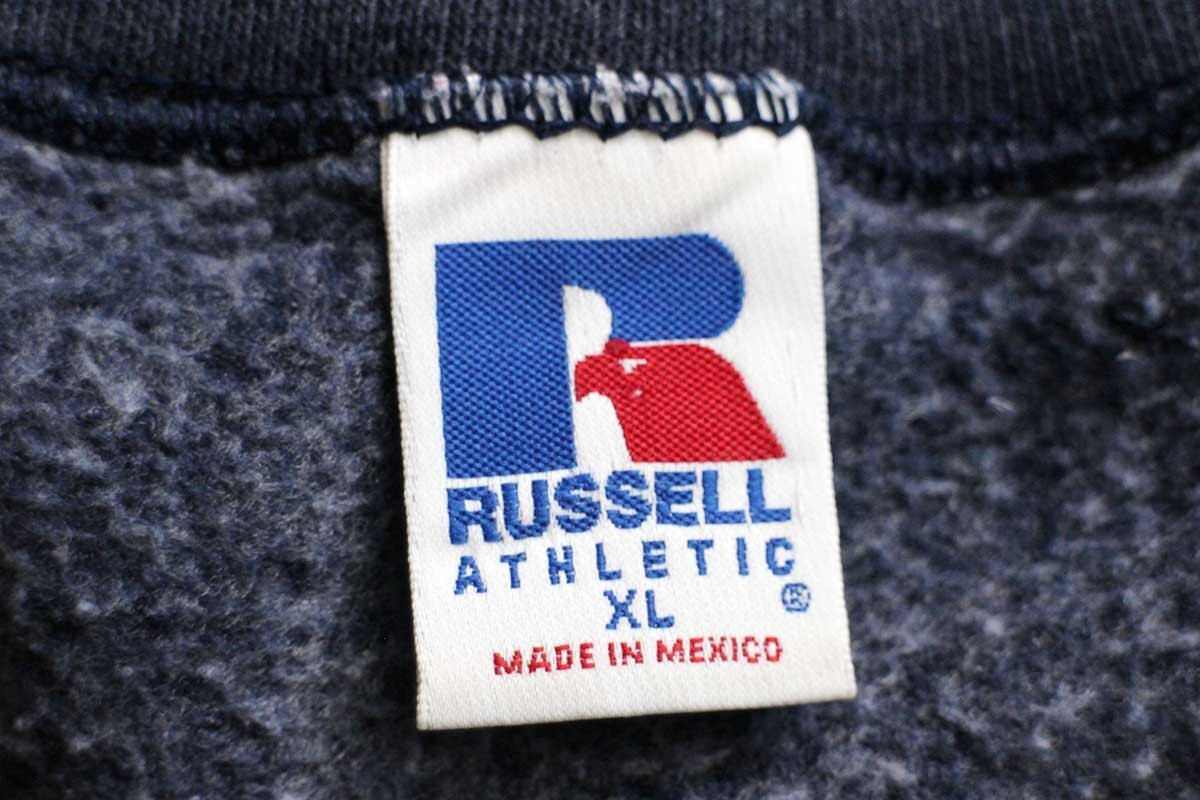 RUSSELL
ATHLETIC
XL ®
MADE IN MEXICO